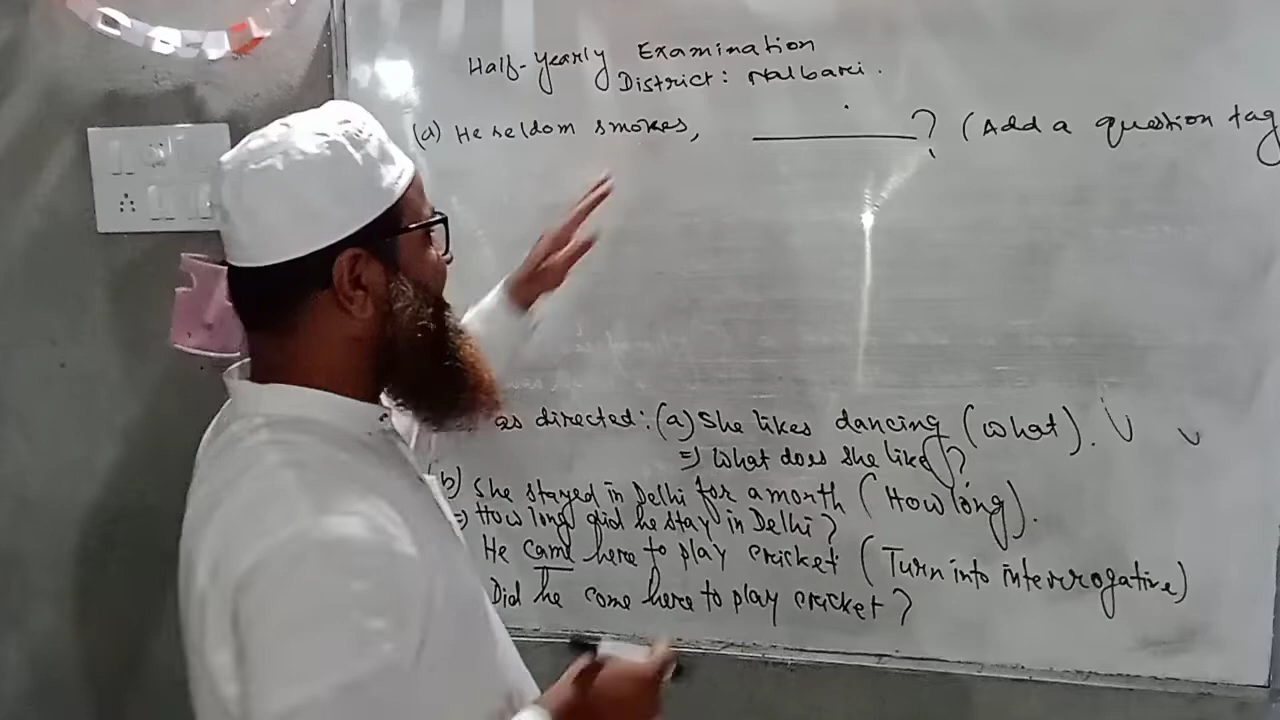 Half-Yearly Examination
District: Nalbari.
(a) He seldom smokes, ? (Add a question tag
as directed: (a) She likes dancing (what).
⇒ What does she like?
b) She stayed in Delhi for a month (How long).
⇒ How long did he stay in Delhi?
He came here to play cricket (Turn into interrogative)
Did he come here to play cricket?